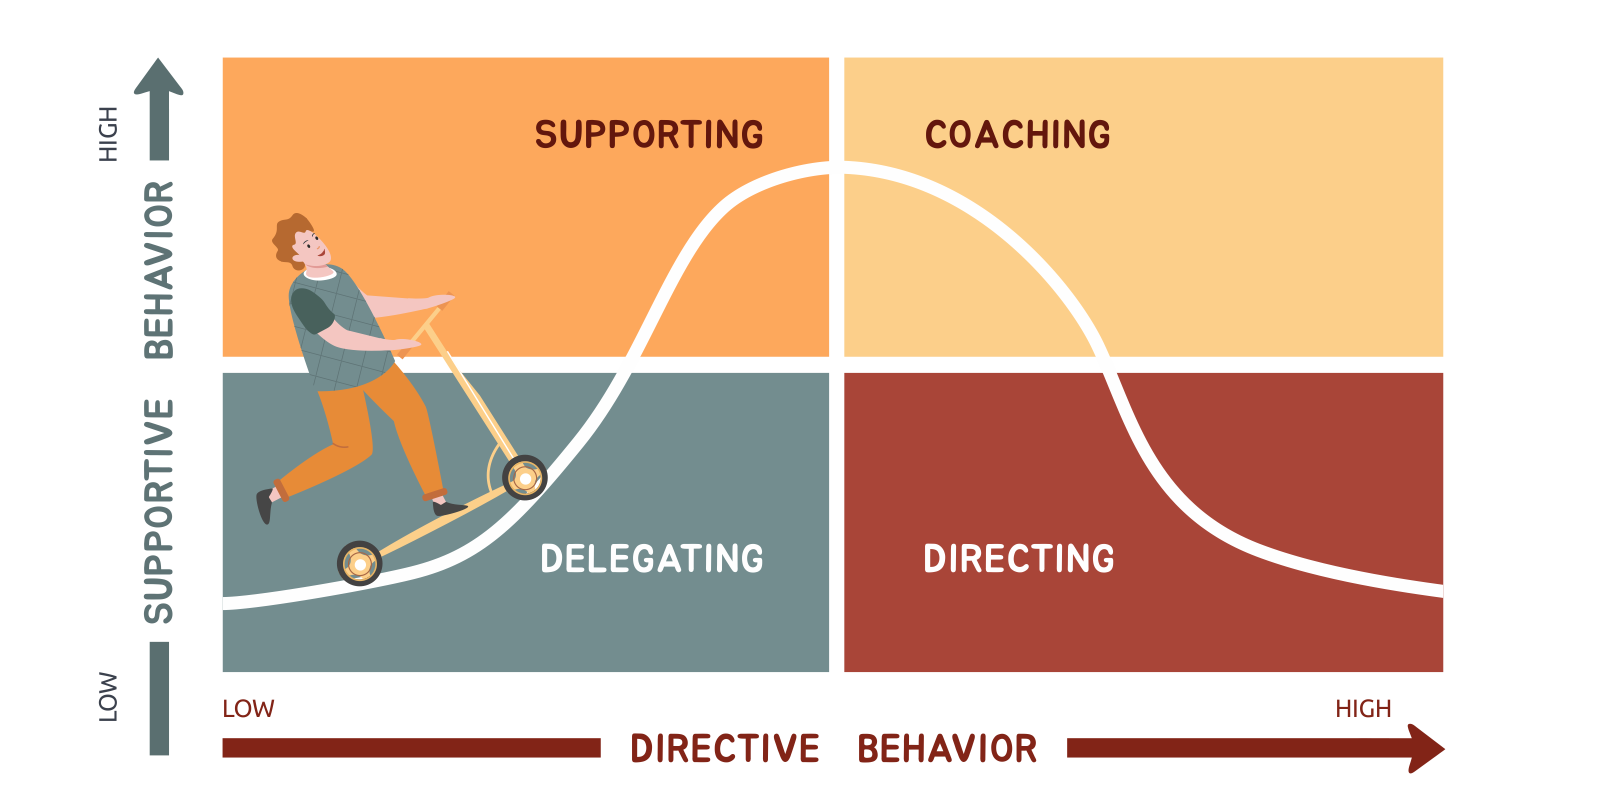 HIGH
SUPPORTIVE BEHAVIOR
LOW
SUPPORTING
COACHING
DELEGATING
DIRECTING
LOW
HIGH
DIRECTIVE BEHAVIOR